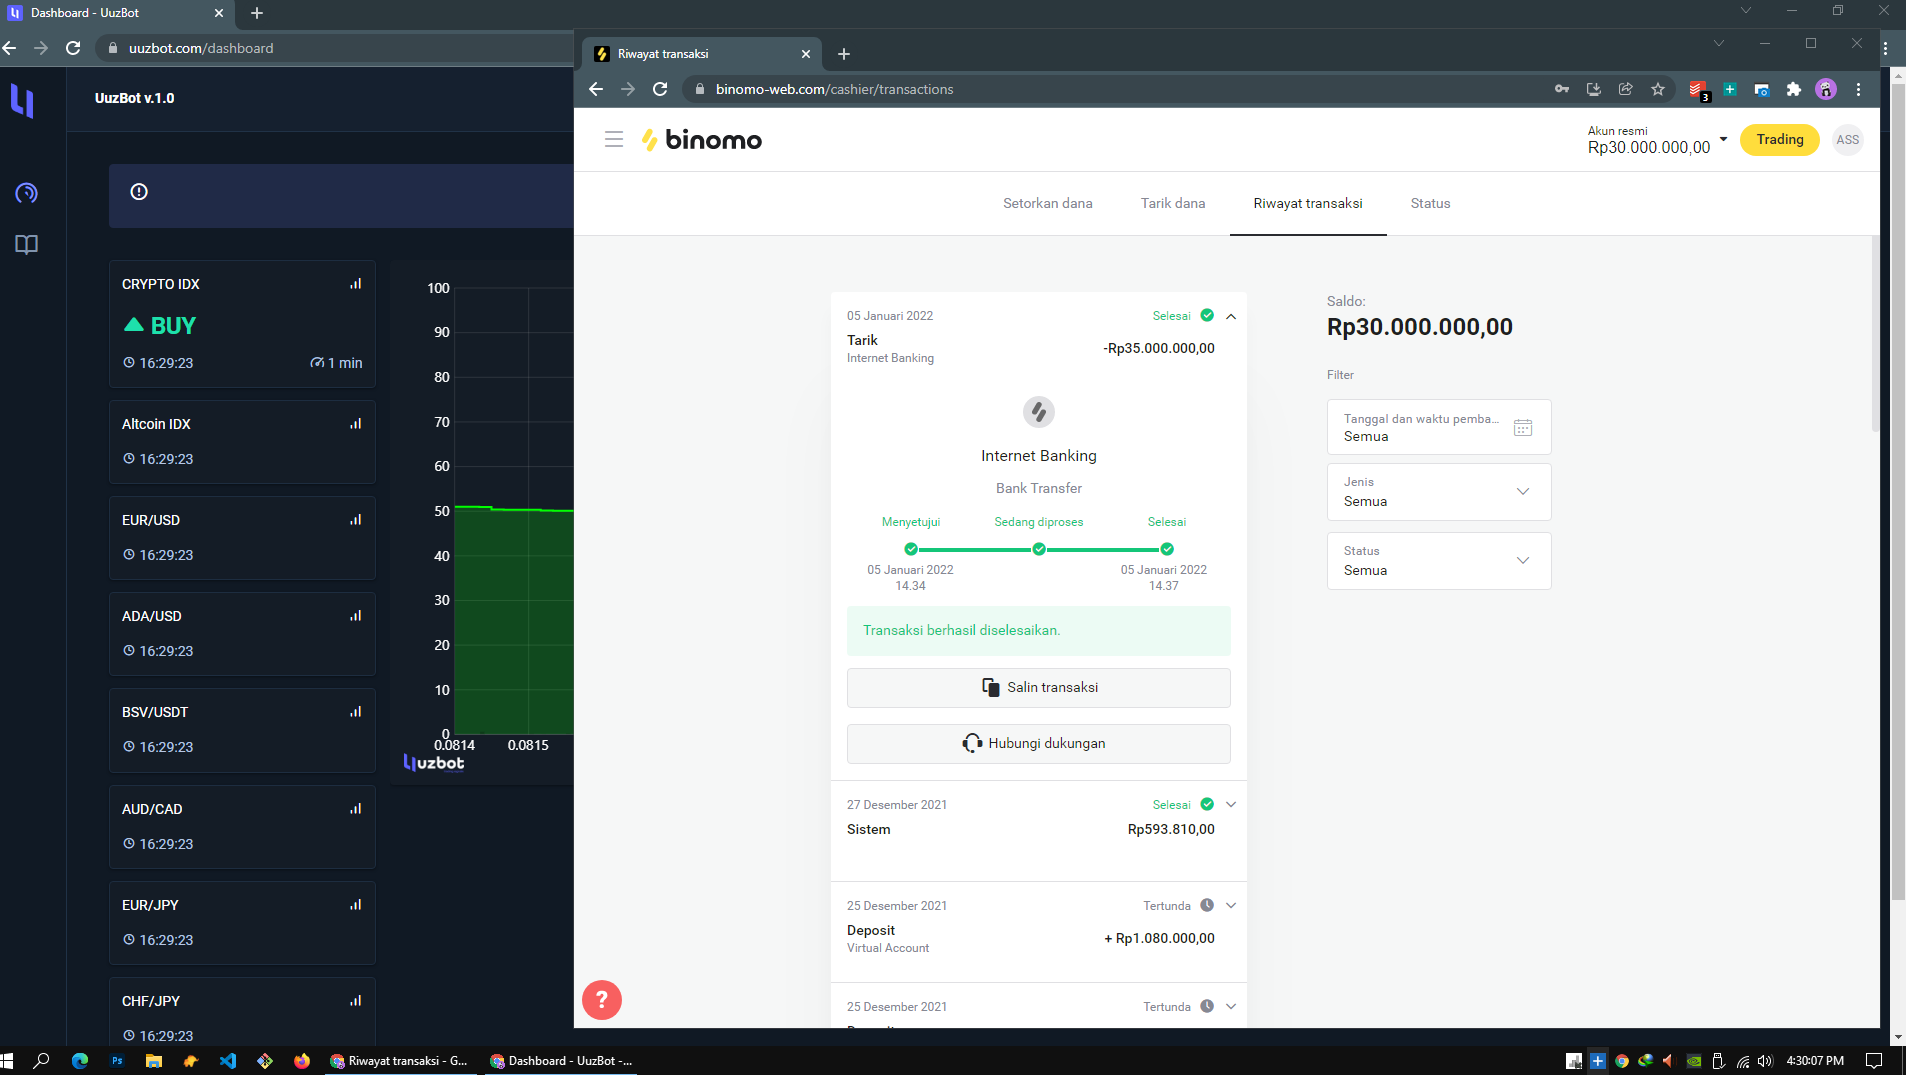 Dashboard - UuzBot
uuzbot.com/dashboard
UuzBot v.1.0
CRYPTO IDX
BUY
16:29:23
1 min
Altcoin IDX
16:29:23
EUR/USD
16:29:23
ADA/USD
16:29:23
BSV/USDT
16:29:23
AUD/CAD
16:29:23
EUR/JPY
16:29:23
CHF/JPY
16:29:23
100
90
80
70
60
50
40
30
20
10
0
0.0814
0.0815
uuzbot
Riwayat transaksi
binomo-web.com/cashier/transactions
3
binomo
Akun resmi
Rp30.000.000,00
Trading
ASS
Setorkan dana
Tarik dana
Riwayat transaksi
Status
05 Januari 2022
Selesai
Tarik
-Rp35.000.000,00
Internet Banking
Internet Banking
Bank Transfer
Menyetujui
Sedang diproses
Selesai
05 Januari 2022
14.34
05 Januari 2022
14.37
Transaksi berhasil diselesaikan.
Salin transaksi
Hubungi dukungan
27 Desember 2021
Selesai
Sistem
Rp593.810,00
25 Desember 2021
Tertunda
Deposit
+ Rp1.080.000,00
Virtual Account
25 Desember 2021
Tertunda
Saldo:
Rp30.000.000,00
Filter
Tanggal dan waktu pemba...
Semua
Jenis
Semua
Status
Semua
?
Ps
Riwayat transaksi - G...
Dashboard - UuzBot -...
4:30:07 PM